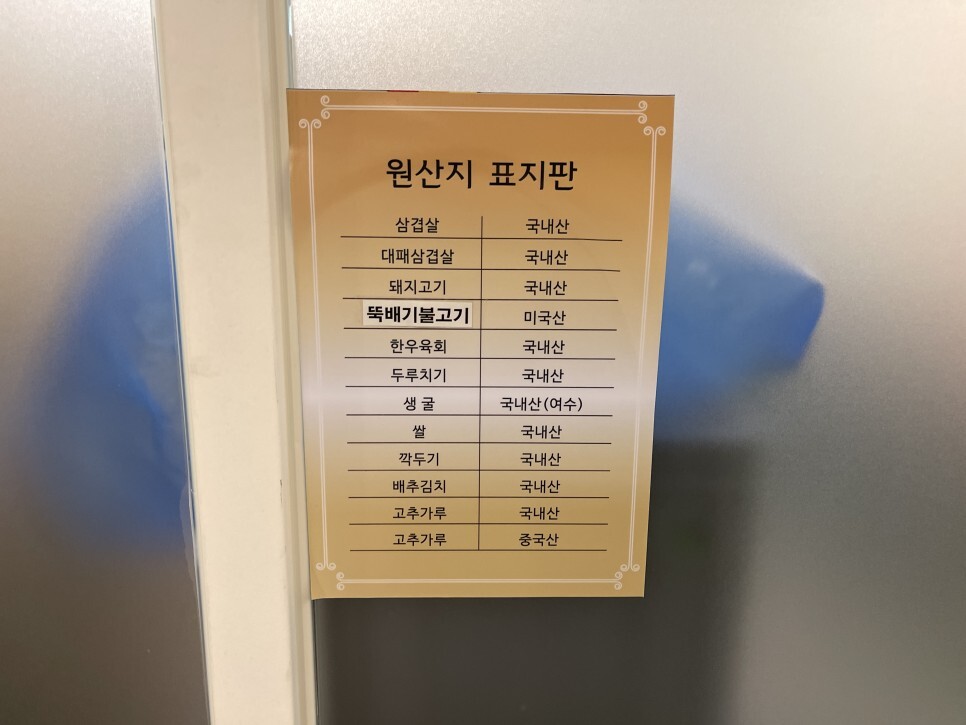 원산지 표지판
삼겹살 국내산
대패삼겹살 국내산
돼지고기 국내산
뚝배기불고기 미국산
한우육회 국내산
두루치기 국내산
생 굴 국내산(여수)
쌀 국내산
깍두기 국내산
배추김치 국내산
고추가루 국내산
고추가루 중국산